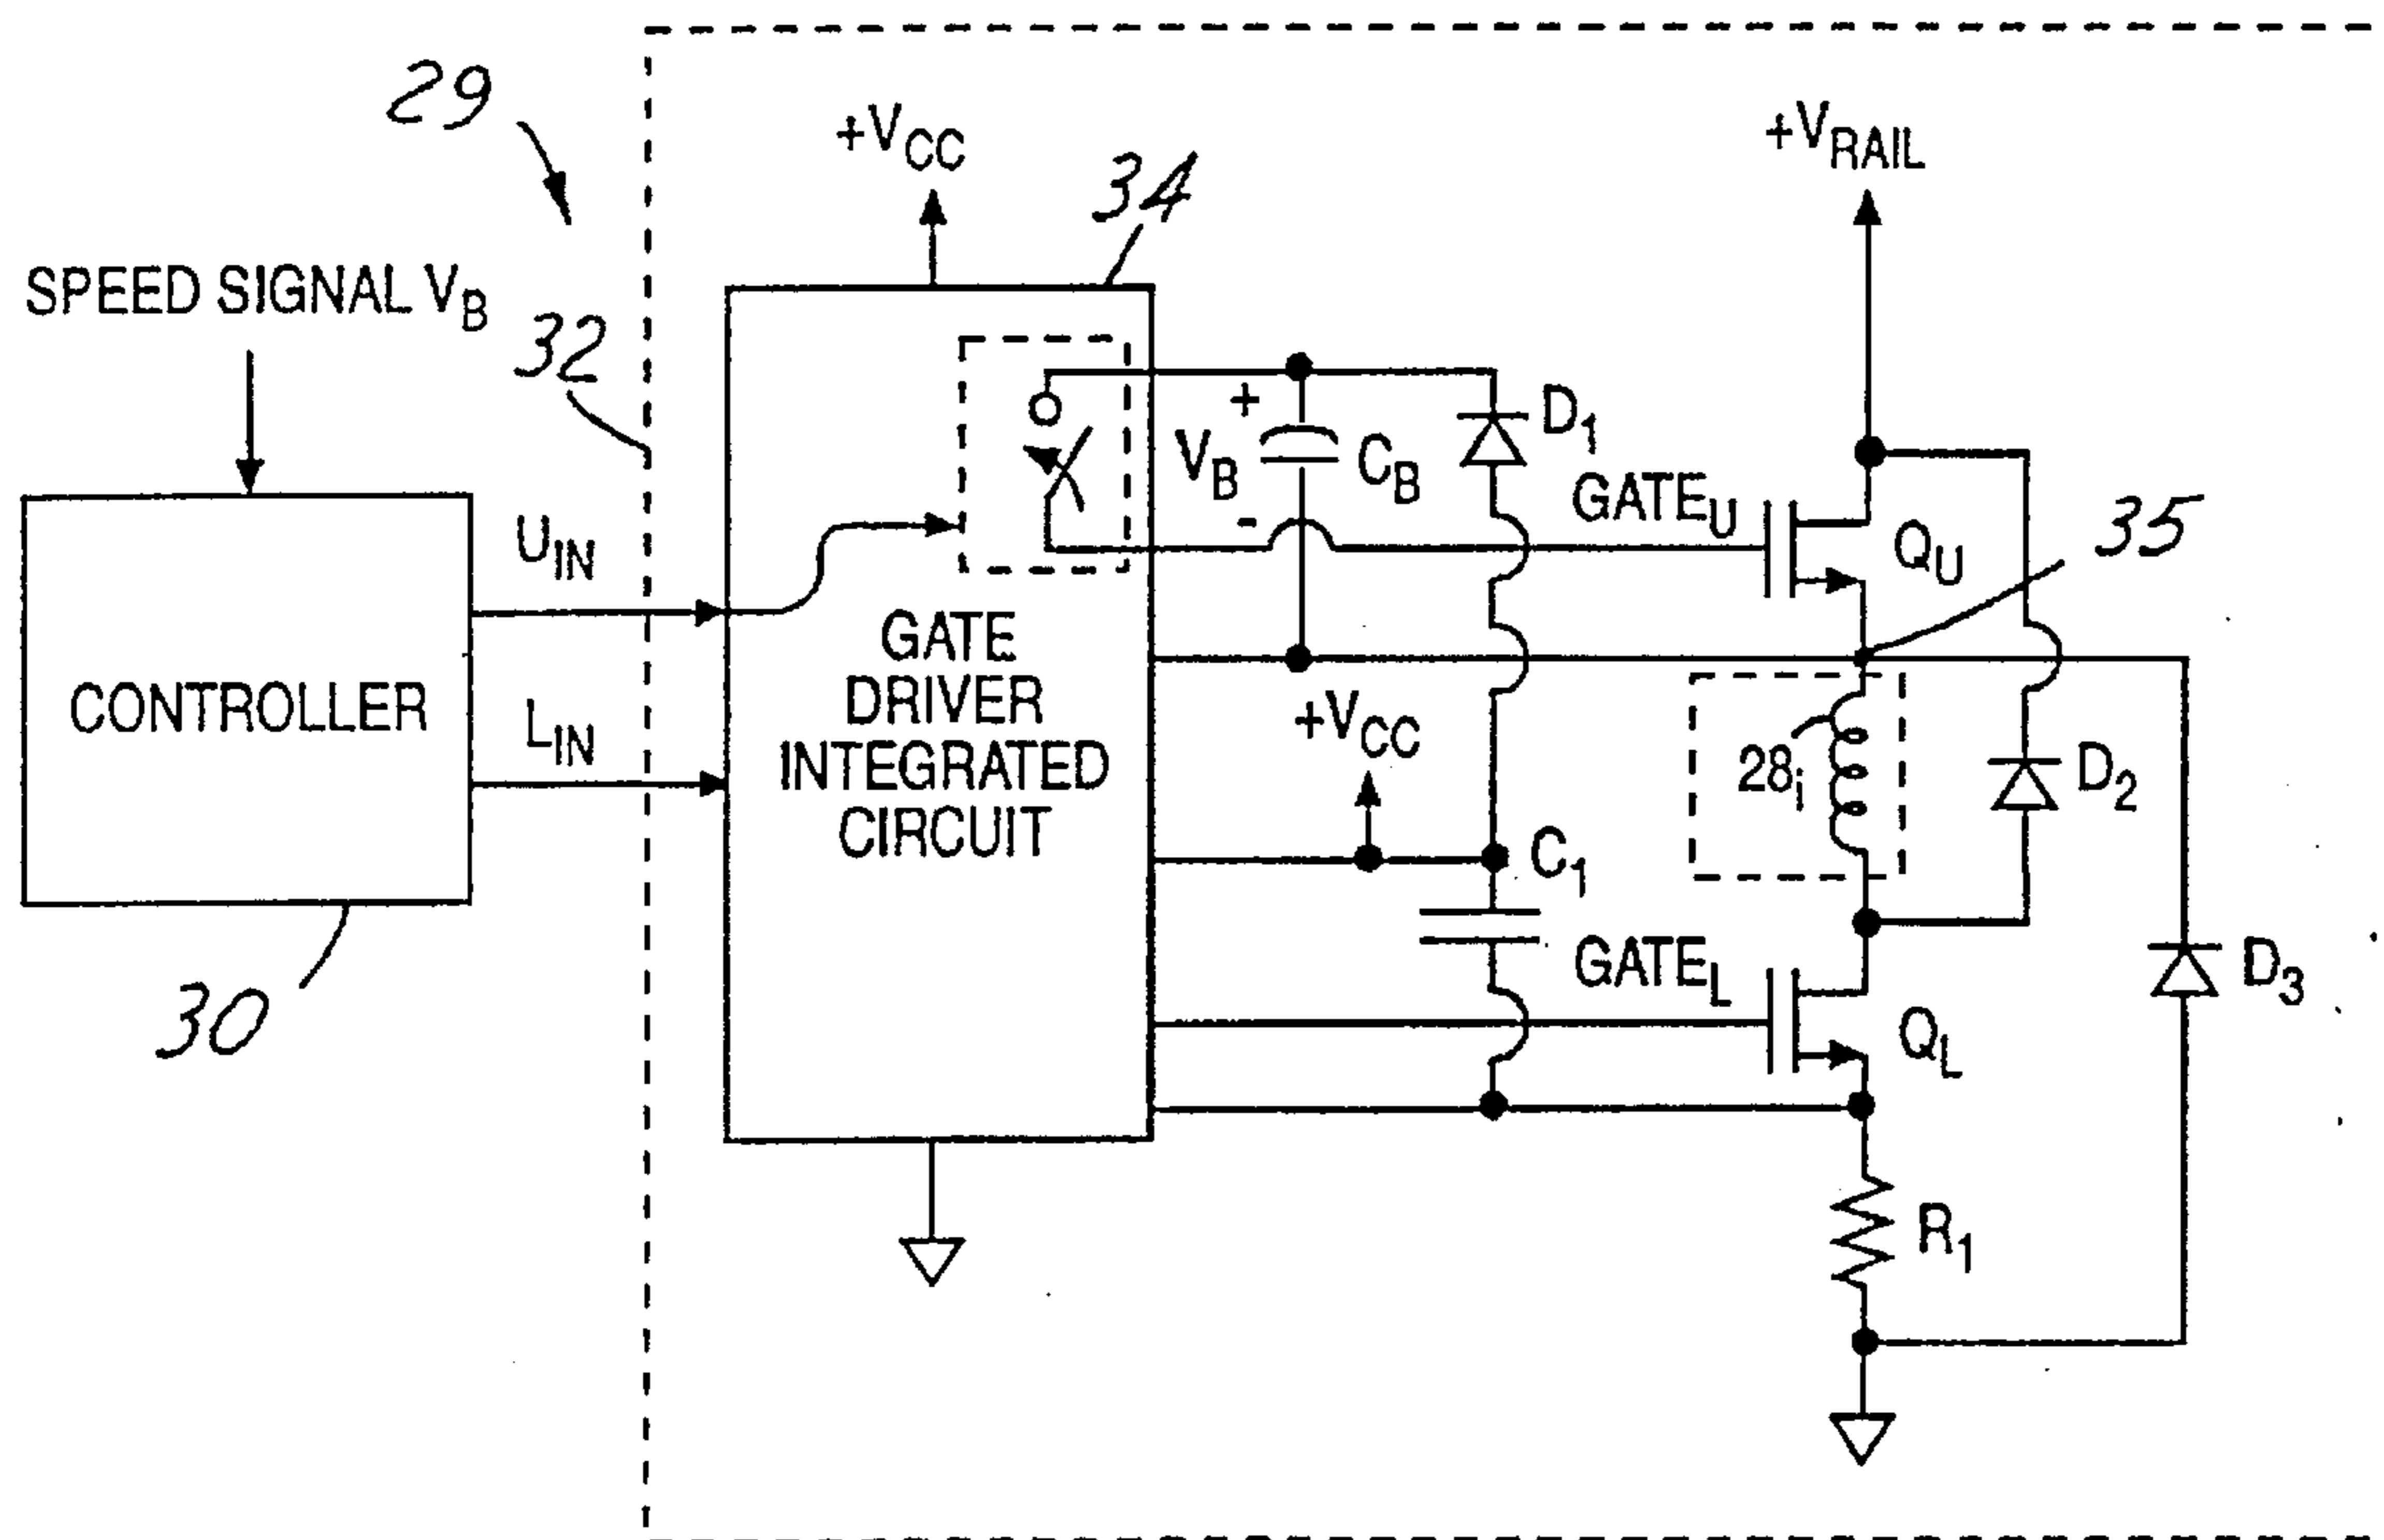 29
+V_CC
34
+V_RAIL
SPEED SIGNAL V_B
32
D_1
+
V_B
C_B
-
GATE_U
Q_U
35
U_IN
L_IN
CONTROLLER
GATE
DRIVER
INTEGRATED
CIRCUIT
+V_CC
28_i
D_2
C_1
GATE_L
Q_L
D_3
30
R_1